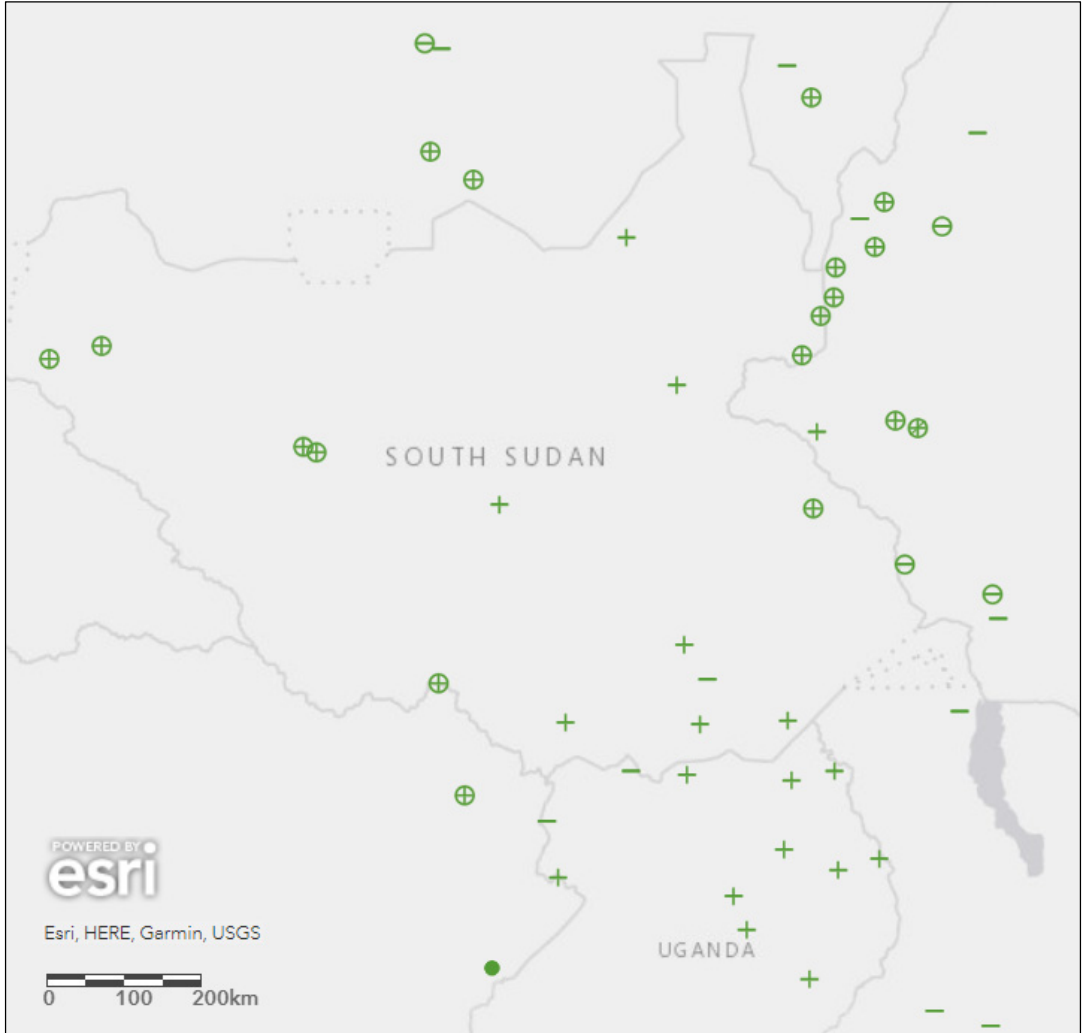 SOUTH SUDAN
POWERED BY
esri
Esri, HERE, Garmin, USGS
UGANDA
0 100 200km